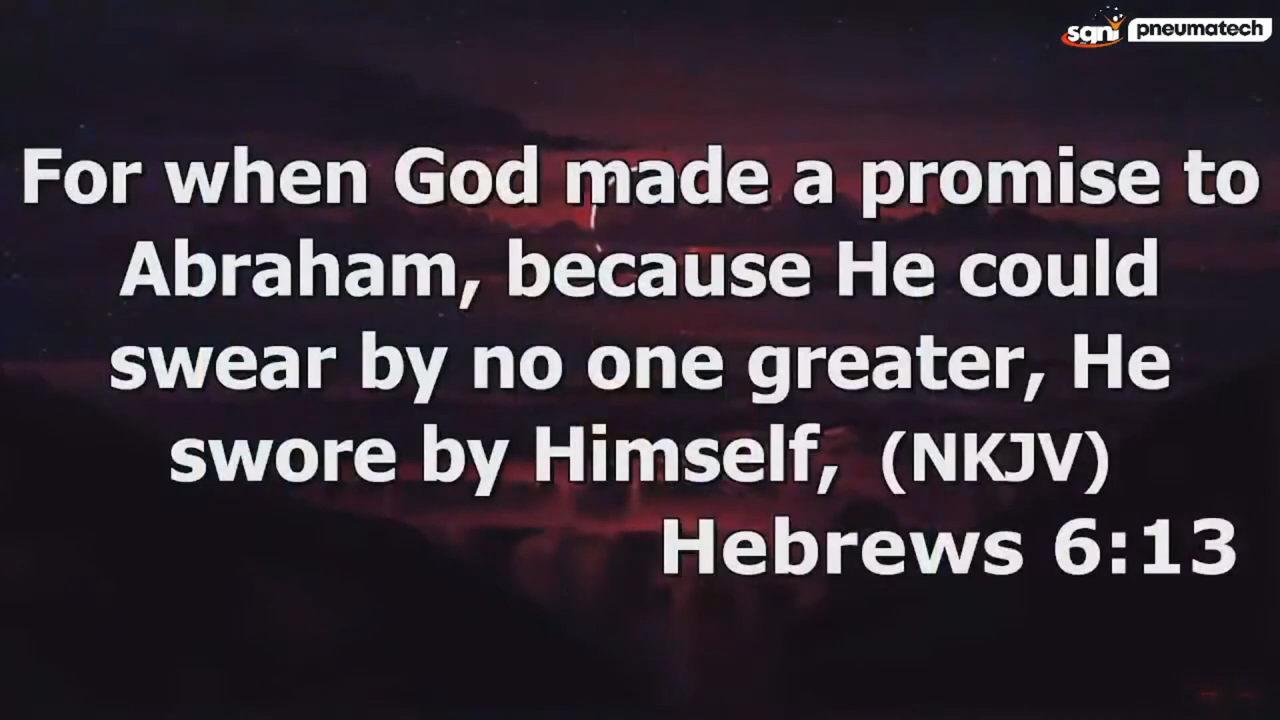 sgni pneumatech
For when God made a promise to
Abraham, because He could
swear by no one greater, He
swore by Himself, (NKJV)
Hebrews 6:13